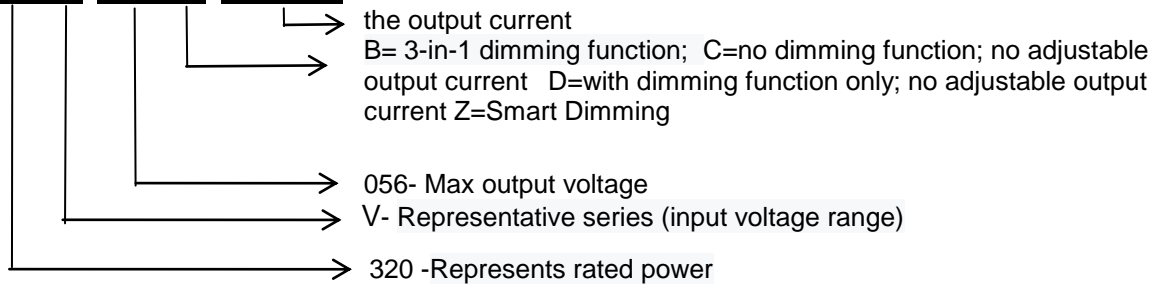 the output current
B= 3-in-1 dimming function; C=no dimming function; no adjustable
output current D=with dimming function only; no adjustable output
current Z=Smart Dimming
056- Max output voltage
V- Representative series (input voltage range)
320 -Represents rated power